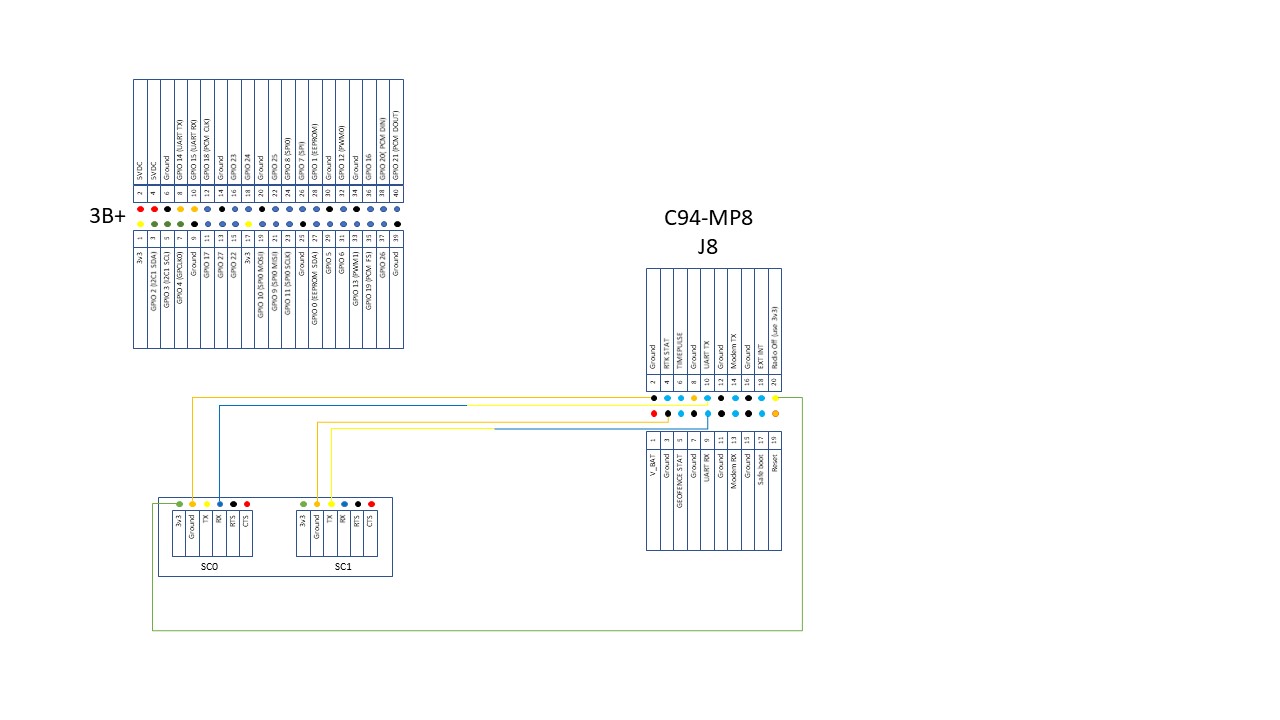 5VDC
5VDC
Ground
GPIO 14 (UART TX)
GPIO 15 (UART RX)
GPIO 18 (PCM CLK)
Ground
GPIO 23
GPIO 24
Ground
GPIO 25
GPIO 8 (SPI0)
GPIO 7 (SPI)
GPIO 1 (EEPROM)
Ground
GPIO 12 (PWM0)
Ground
GPIO 16
GPIO 20( PCM DIN)
GPIO 21 (PCM DOUT)
2 4 6 8 10 12 14 16 18 20 22 24 26 28 30 32 34 36 38 40
3B+
1 3 5 7 9 11 13 15 17 19 21 23 25 27 29 31 33 35 37 39
3v3
GPIO 2 (I2C1 SDA)
GPIO 3 (I2C1 SCL)
GPIO 4 (GPCLK0)
Ground
GPIO 17
GPIO 27
GPIO 22
3v3
GPIO 10 (SPI0 MOSI)
GPIO 9 (SPI0 MISI)
GPIO 11 (SPI0 SCLK)
Ground
GPIO 0 (EEPROM SDA)
GPIO 5
GPIO 6
GPIO 13 (PWM1)
GPIO 19 (PCM FS)
GPIO 26
Ground
C94-MP8
J8
Ground
RTK STAT
TIMEPULSE
Ground
UART TX
Ground
Modem TX
Ground
EXT INT
Radio Off (use 3v3)
2 4 6 8 10 12 14 16 18 20
1 3 5 7 9 11 13 15 17 19
V_BAT
Ground
GEOFENCE STAT
Ground
UART RX
Ground
Modem RX
Ground
Safe boot
Reset
3v3
Ground
TX
RX
RTS
CTS
SC0
3v3
Ground
TX
RX
RTS
CTS
SC1